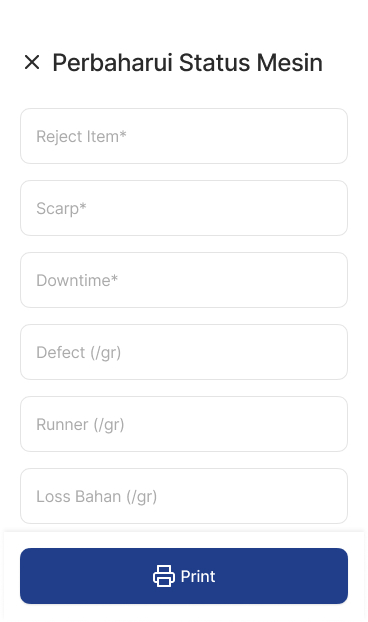 Perbaharui Status Mesin
Reject Item*
Scarp*
Downtime*
Defect (/gr)
Runner (/gr)
Loss Bahan (/gr)
Print